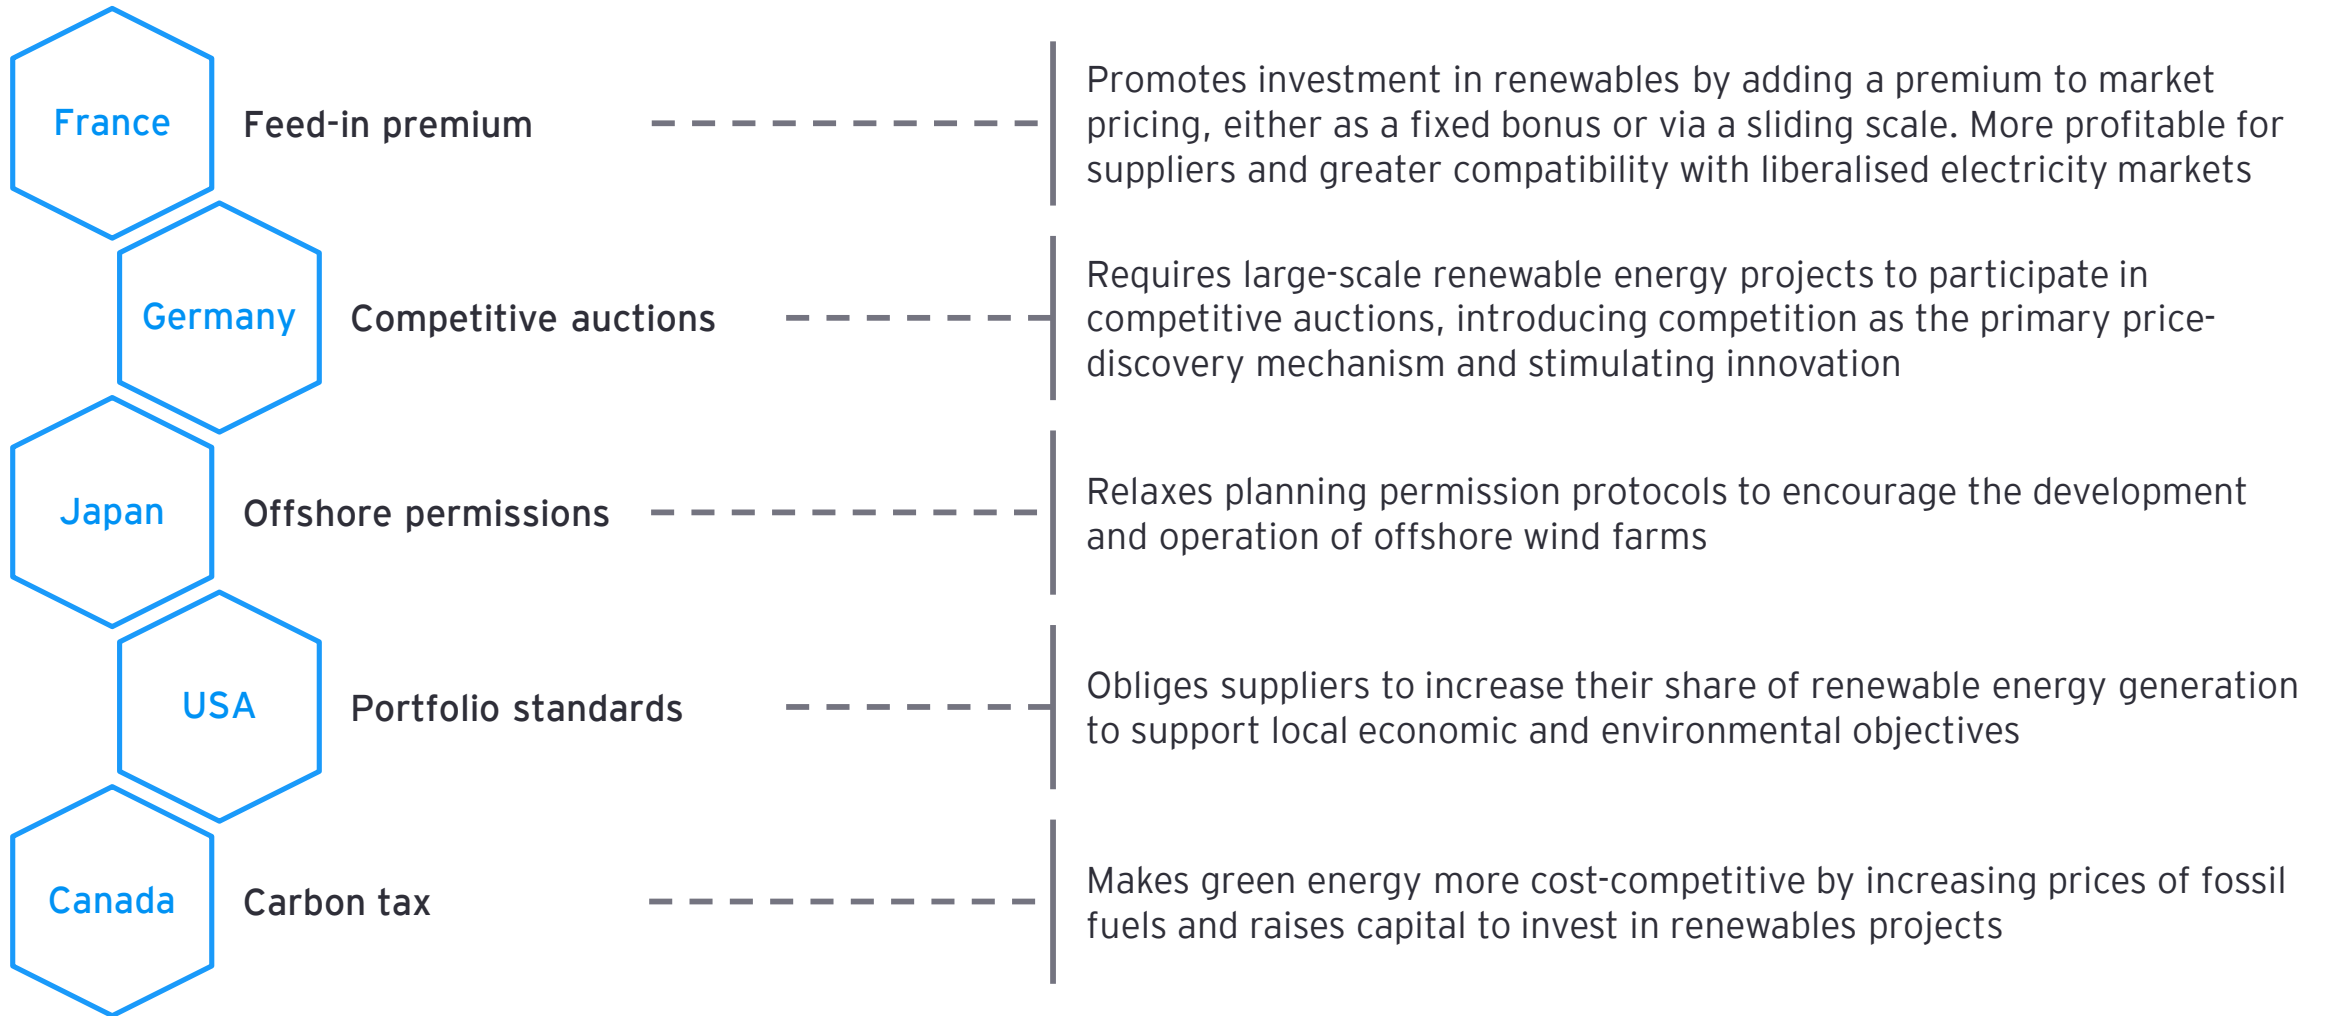 France
Feed-in premium
Promotes investment in renewables by adding a premium to market
pricing, either as a fixed bonus or via a sliding scale. More profitable for
suppliers and greater compatibility with liberalised electricity markets
Germany
Competitive auctions
Requires large-scale renewable energy projects to participate in
competitive auctions, introducing competition as the primary price-
discovery mechanism and stimulating innovation
Japan
Offshore permissions
Relaxes planning permission protocols to encourage the development
and operation of offshore wind farms
USA
Portfolio standards
Obliges suppliers to increase their share of renewable energy generation
to support local economic and environmental objectives
Canada
Carbon tax
Makes green energy more cost-competitive by increasing prices of fossil
fuels and raises capital to invest in renewables projects